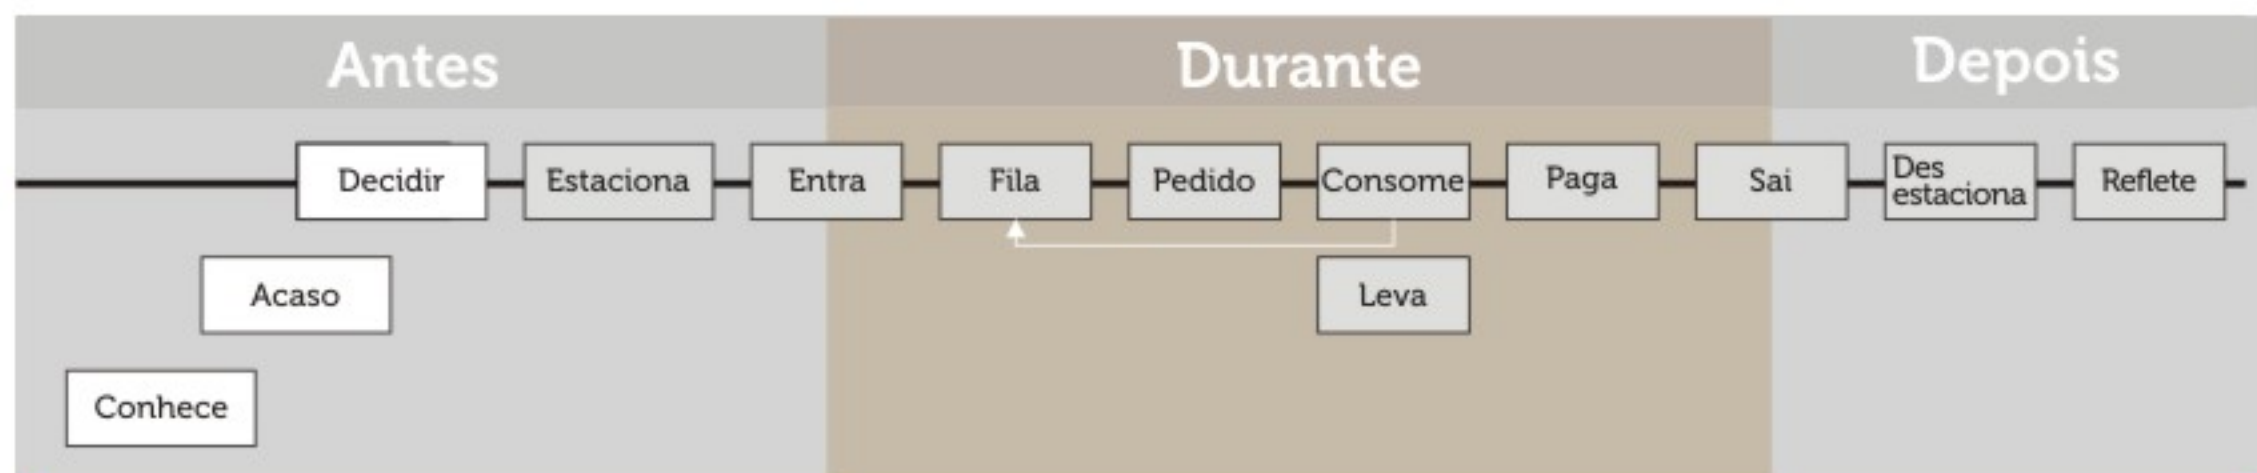 Antes
Durante
Depois
Decidir
Estaciona
Entra
Fila
Pedido
Consome
Paga
Sai
Des
estaciona
Reflete
Acaso
Leva
Conhece